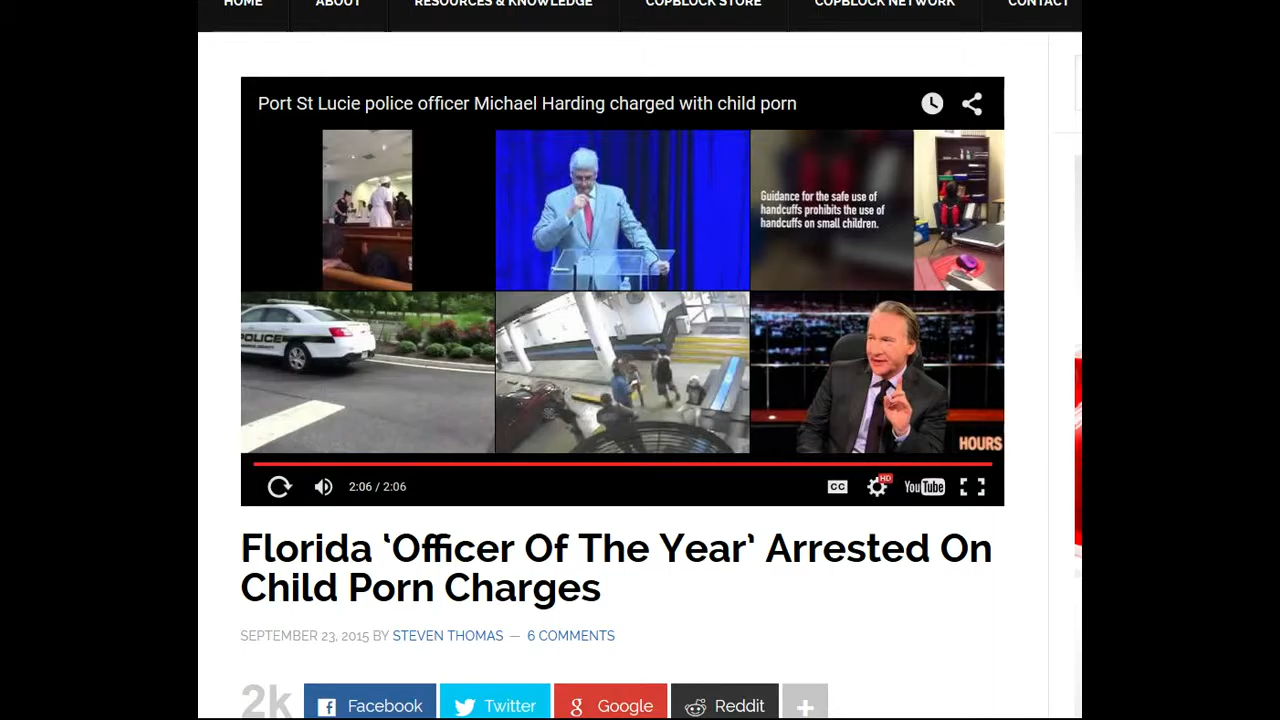 HOME ABOUT RESOURCES & KNOWLEDGE COPBLOCK STORE COPBLOCK NETWORK CONTACT
Port St Lucie police officer Michael Harding charged with child porn
Guidance for the safe use of
handcuffs prohibits the use of
handcuffs on small children.
POLICE
HOURS
2:06 / 2:06
CC
HD
YouTube
Florida ‘Officer Of The Year’ Arrested On
Child Porn Charges
SEPTEMBER 23, 2015 BY STEVEN THOMAS — 6 COMMENTS
2k Facebook Twitter Google Reddit +